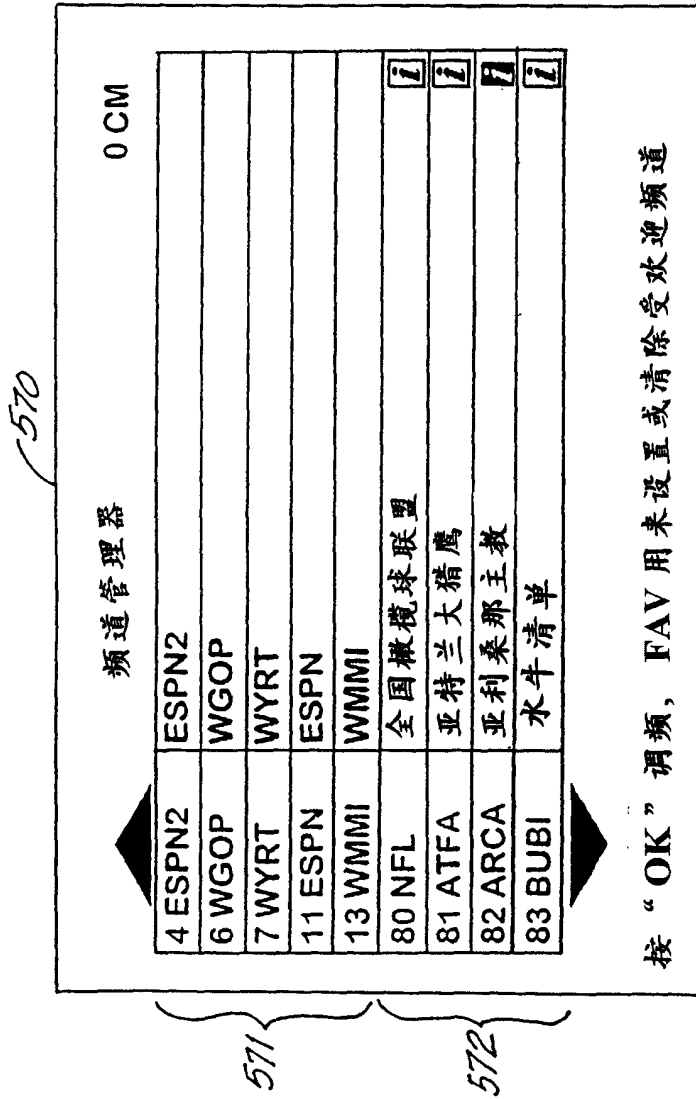 570
频道管理器
0 CM
4 ESPN2 ESPN2
6 WGOP WGOP
7 WYRT WYRT
11 ESPN ESPN
13 WMMI WMMI
80 NFL 全国橄榄球联盟 i
81 ATFA 亚特兰大猎鹰 i
82 ARCA 亚利桑那主教 i
83 BUBI 水牛清单 i
571
572
按“OK”调频，FAV 用来设置或清除受欢迎频道